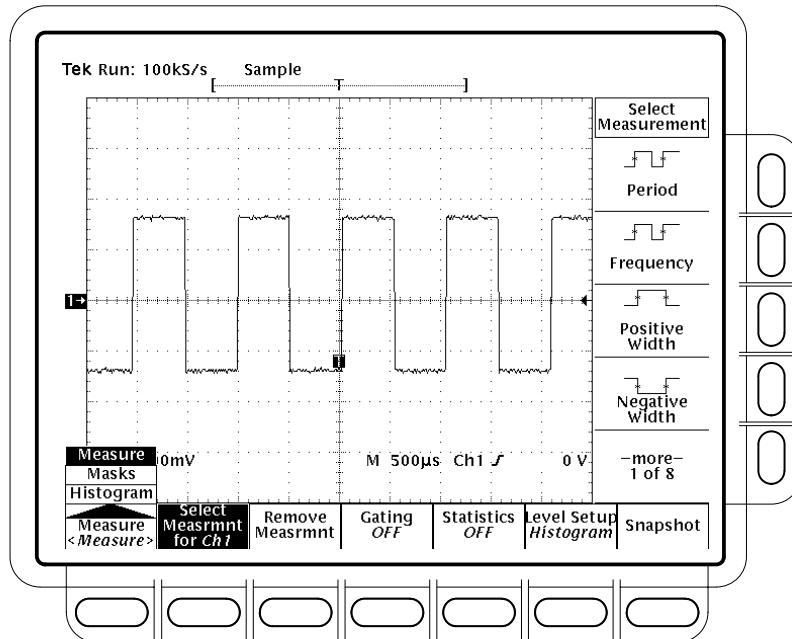 Tek Run: 100kS/s Sample
T
Select
Measurement
Period
Frequency
1
Positive
Width
T
Negative
Width
Measure
Masks
Histogram
M 500µs Ch1 0 V
–more–
1 of 8
Measure
<Measure>
Select
Measrmnt
for Ch1
Remove
Measrmnt
Gating
OFF
Statistics
OFF
Level Setup
Histogram
Snapshot